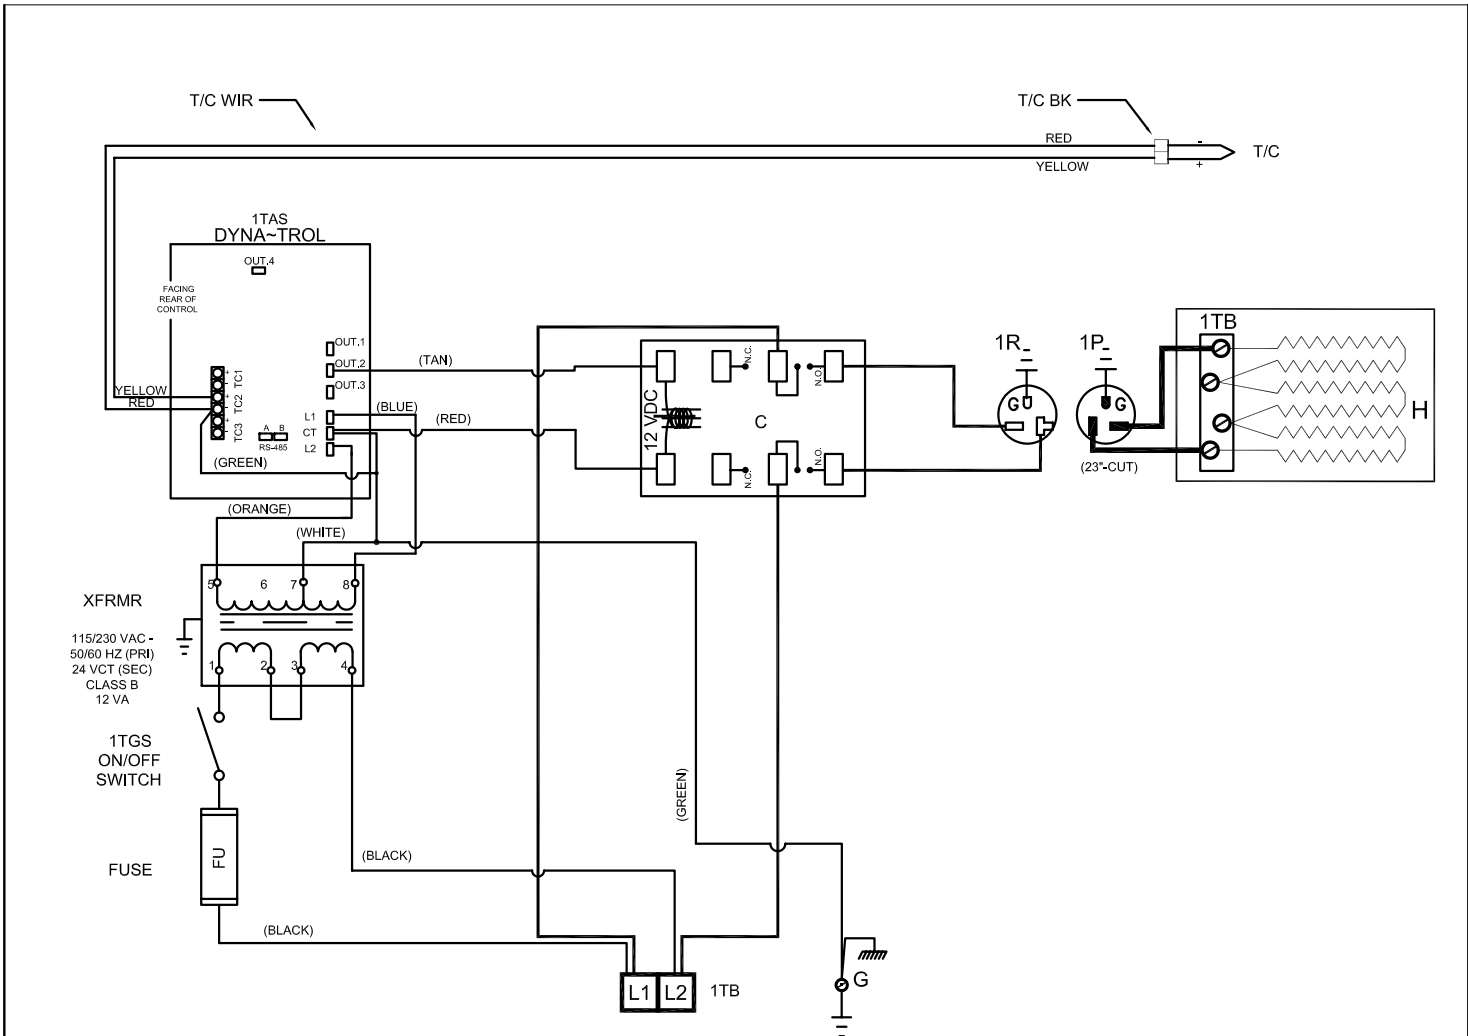 T/C WIR
T/C BK
RED
-
YELLOW
+
T/C
1TAS
DYNA~TROL
OUT.4
FACING
REAR OF
CONTROL
OUT.1
OUT.2
OUT.3
(TAN)
+
-
TC1
+
-
TC2
+
-
TC3
YELLOW
RED
A B
RS-485
L1
CT
L2
(BLUE)
(RED)
(GREEN)
(ORANGE)
(WHITE)
12 VDC
N.C.
N.O.
C
N.C.
N.O.
1R
G
1P
G
(23"-CUT)
1TB
H
XFRMR
115/230 VAC -
50/60 HZ (PRI)
24 VCT (SEC)
CLASS B
12 VA
5 6 7 8
1 2 3 4
1TGS
ON/OFF
SWITCH
FUSE
FU
(BLACK)
(BLACK)
(GREEN)
L1 L2
1TB
G